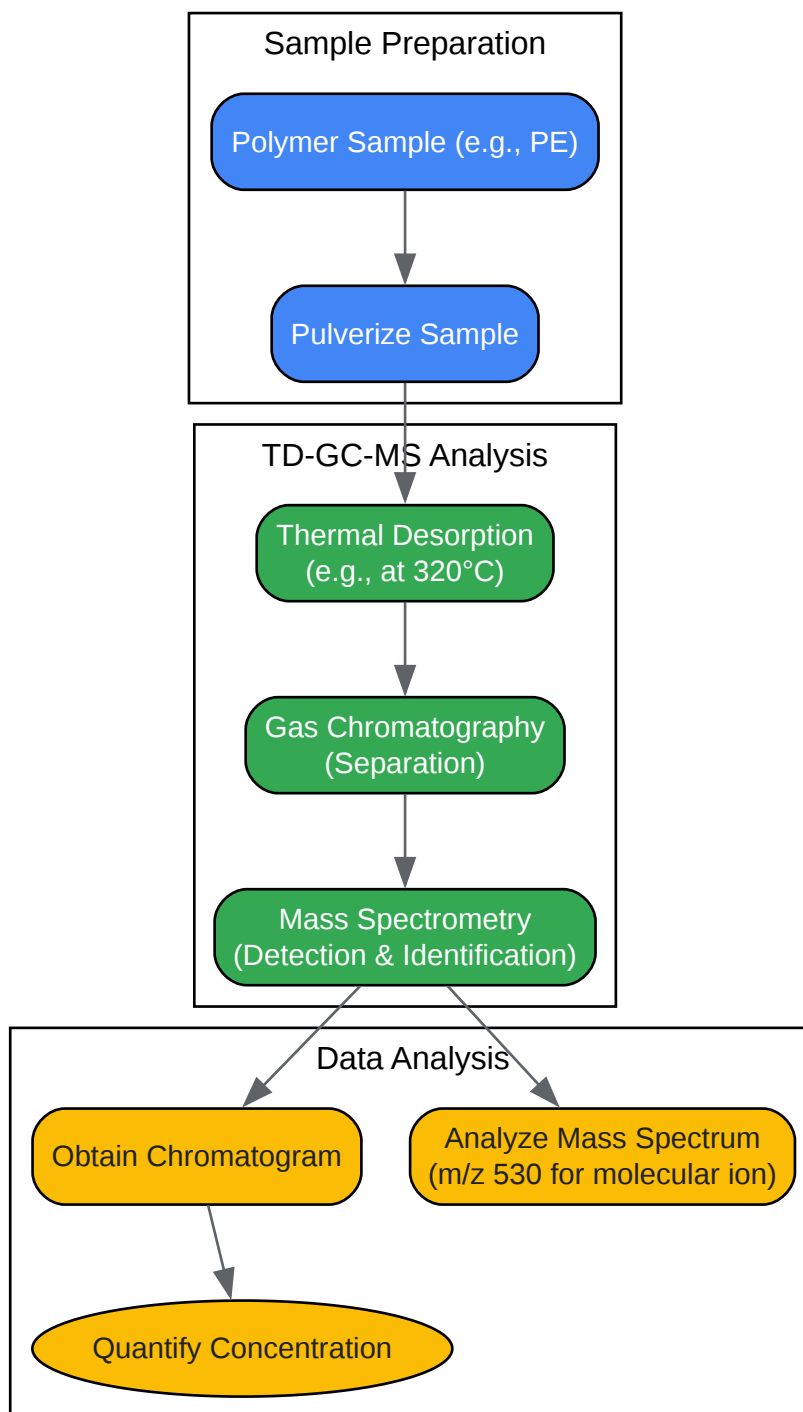 Sample Preparation
Polymer Sample (e.g., PE)
Pulverize Sample
TD-GC-MS Analysis
Thermal Desorption
(e.g., at 320°C)
Gas Chromatography
(Separation)
Mass Spectrometry
(Detection & Identification)
Data Analysis
Obtain Chromatogram
Analyze Mass Spectrum
(m/z 530 for molecular ion)
Quantify Concentration